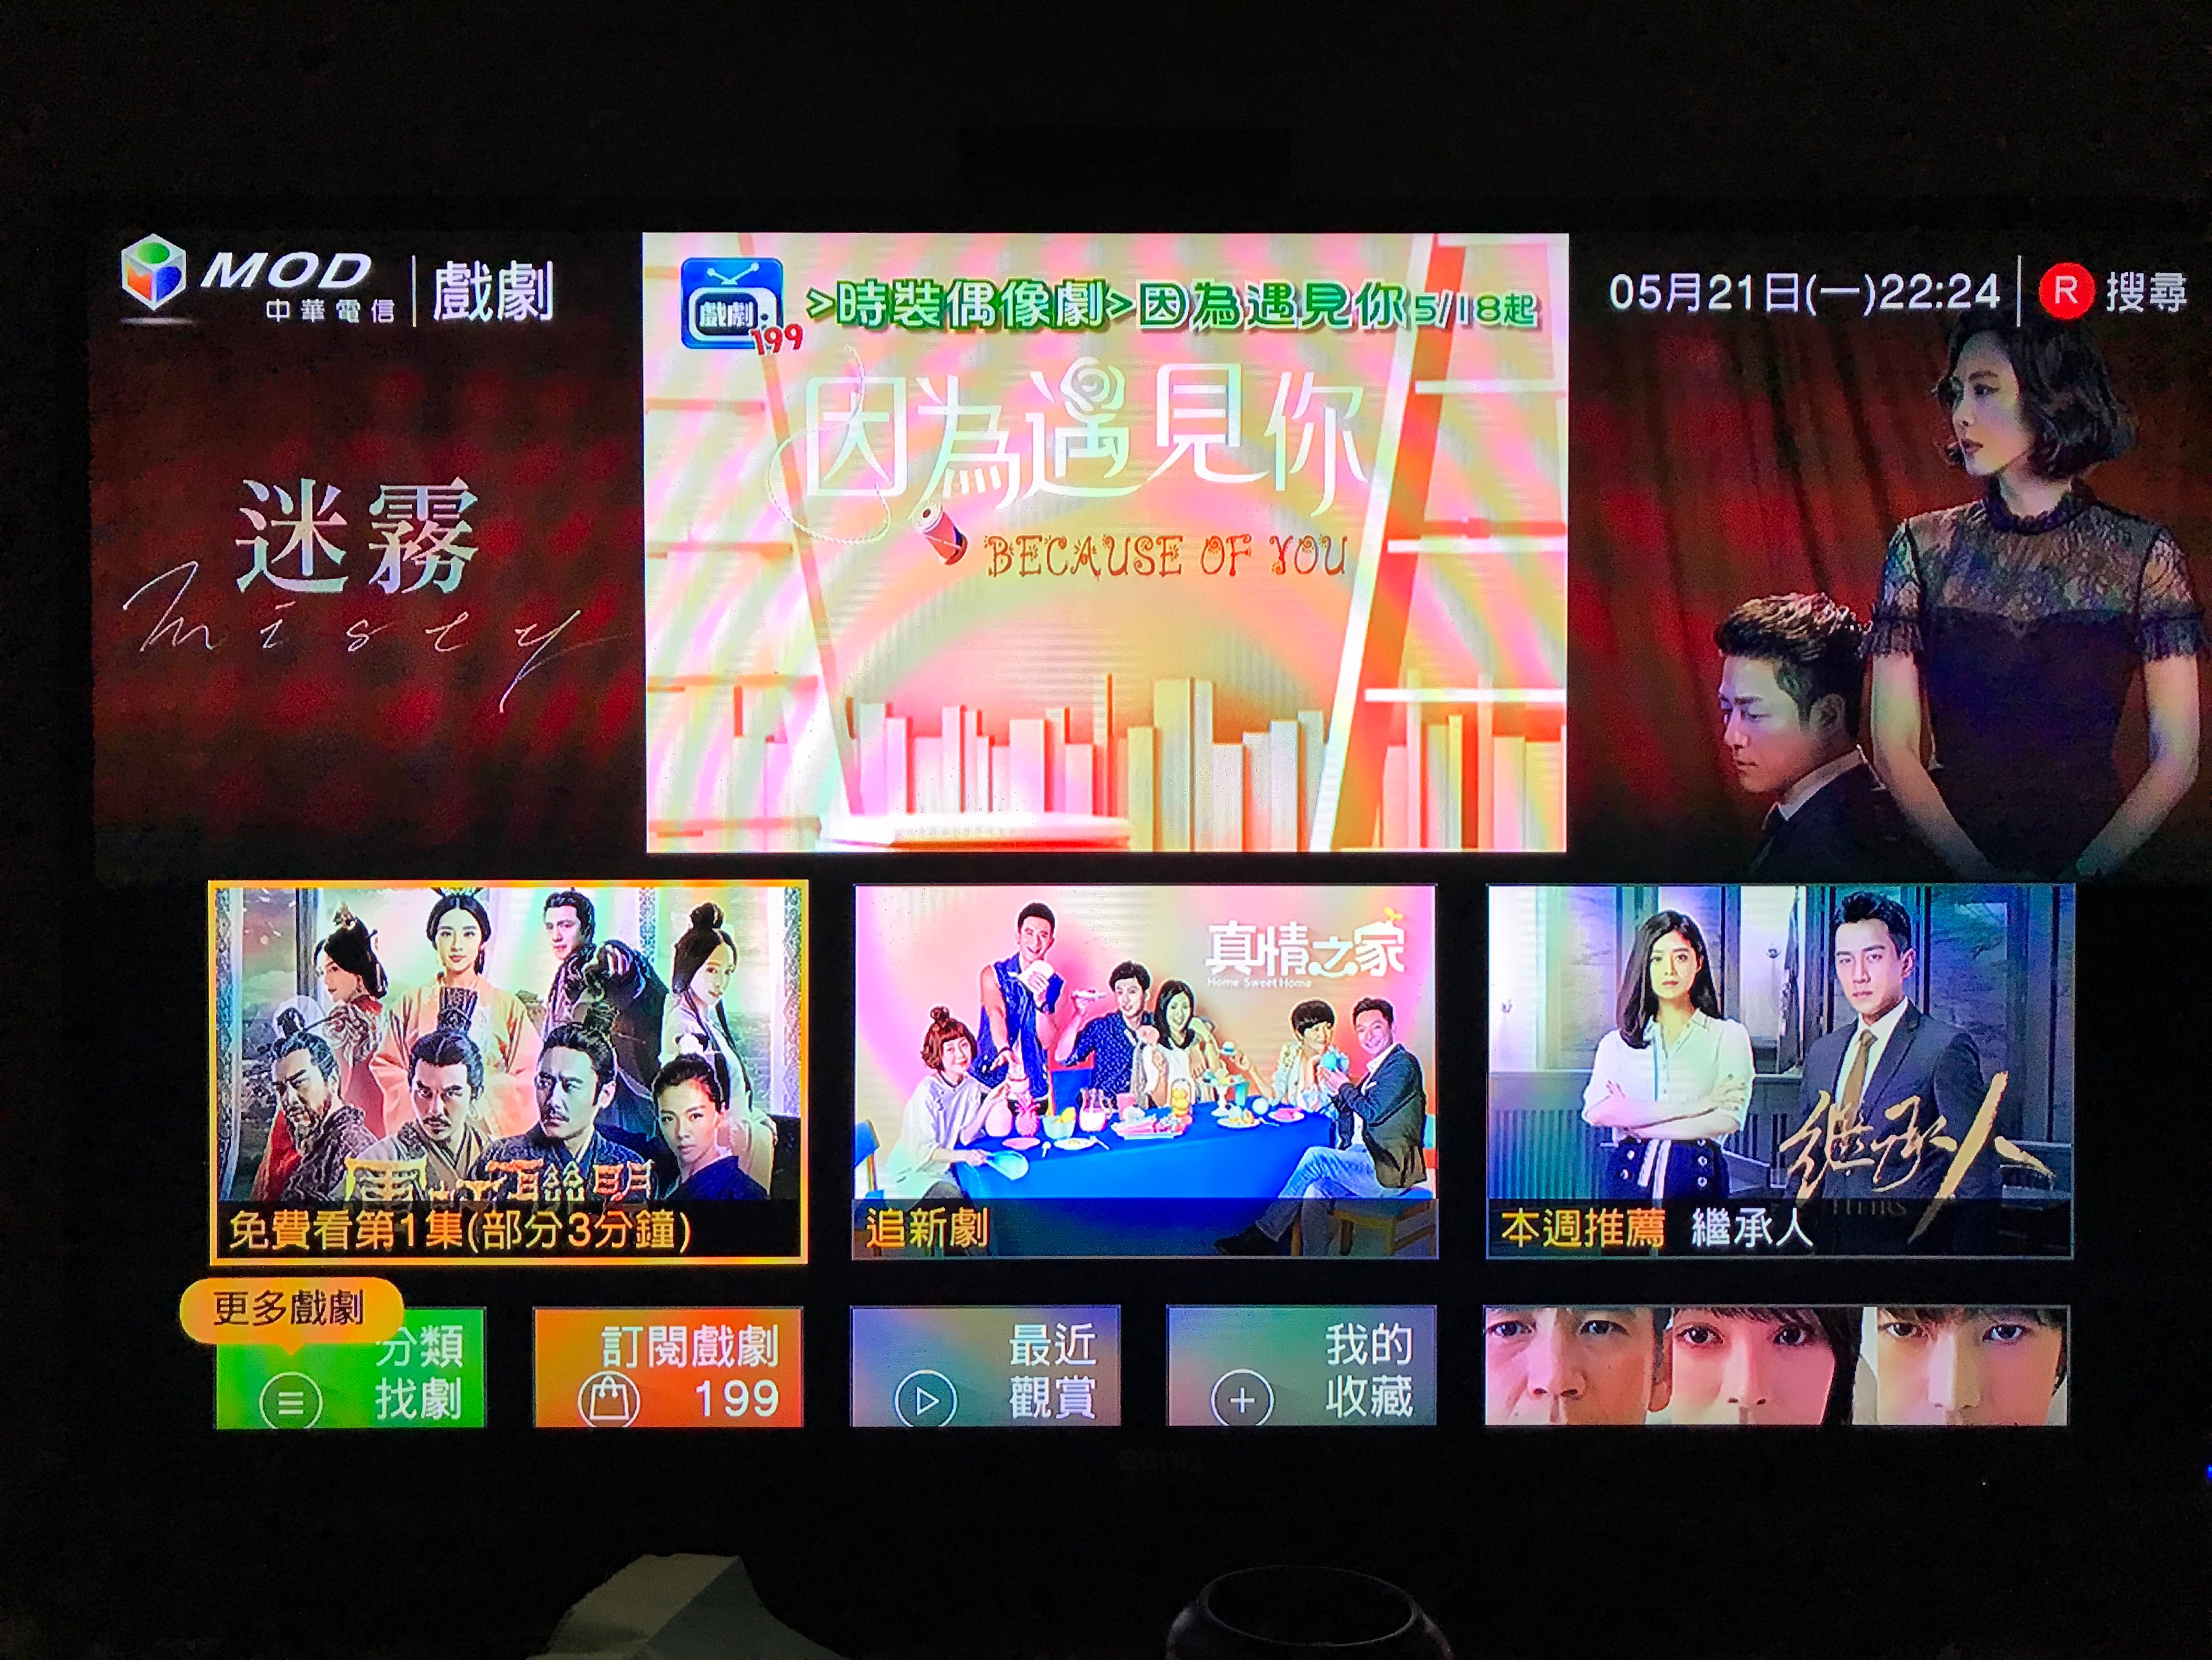 MOD
中華電信
戲劇
戲劇 199
>時裝偶像劇>因為遇見你 5/18起
05月21日(一)22:24
R 搜尋
迷霧
misty
因為遇見你
BECAUSE OF YOU
真情之家
Home Sweet Home
繼承人
HEIRS
免費看第1集(部分3分鐘)
追新劇
本週推薦 繼承人
更多戲劇
分類
找劇
訂閱戲劇
199
最近
觀賞
我的
收藏
BenQ